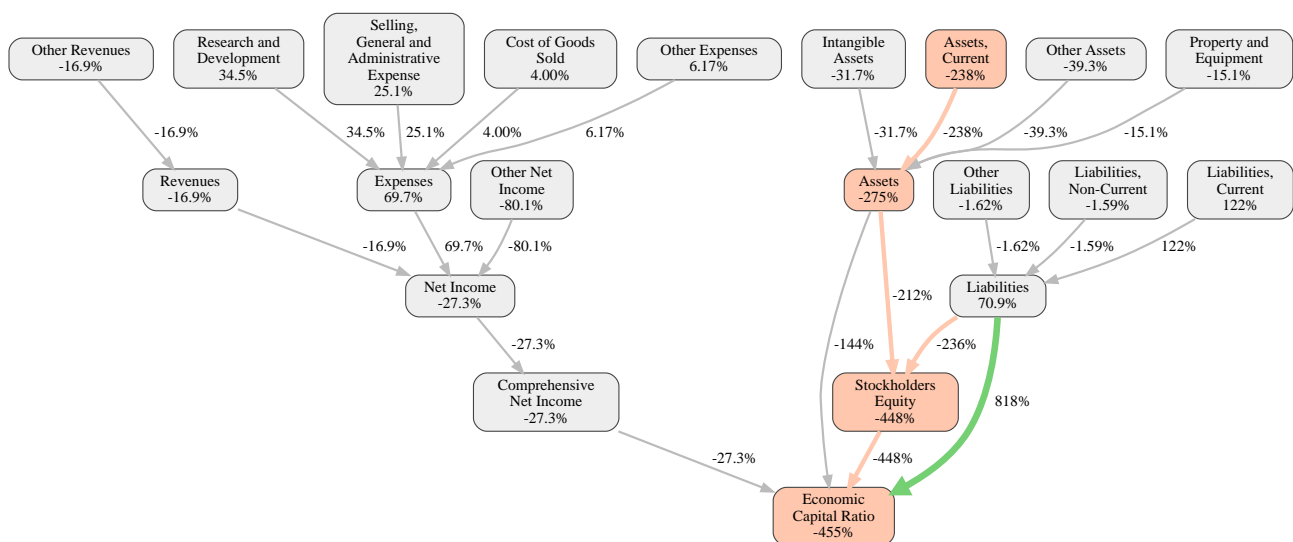 Other Revenues
-16.9%
Research and
Development
34.5%
Selling,
General and
Administrative
Expense
25.1%
Cost of Goods
Sold
4.00%
Other Expenses
6.17%
Intangible
Assets
-31.7%
Assets,
Current
-238%
Other Assets
-39.3%
Property and
Equipment
-15.1%
-16.9%
34.5%
25.1%
4.00%
6.17%
-31.7%
-238%
-39.3%
-15.1%
Revenues
-16.9%
Expenses
69.7%
Other Net
Income
-80.1%
Assets
-275%
Other
Liabilities
-1.62%
Liabilities,
Non-Current
-1.59%
Liabilities,
Current
122%
-16.9%
69.7%
-80.1%
-1.62%
-1.59%
122%
Net Income
-27.3%
Liabilities
70.9%
-212%
-27.3%
-144%
-236%
Comprehensive
Net Income
-27.3%
Stockholders
Equity
-448%
818%
-27.3%
-448%
Economic
Capital Ratio
-455%